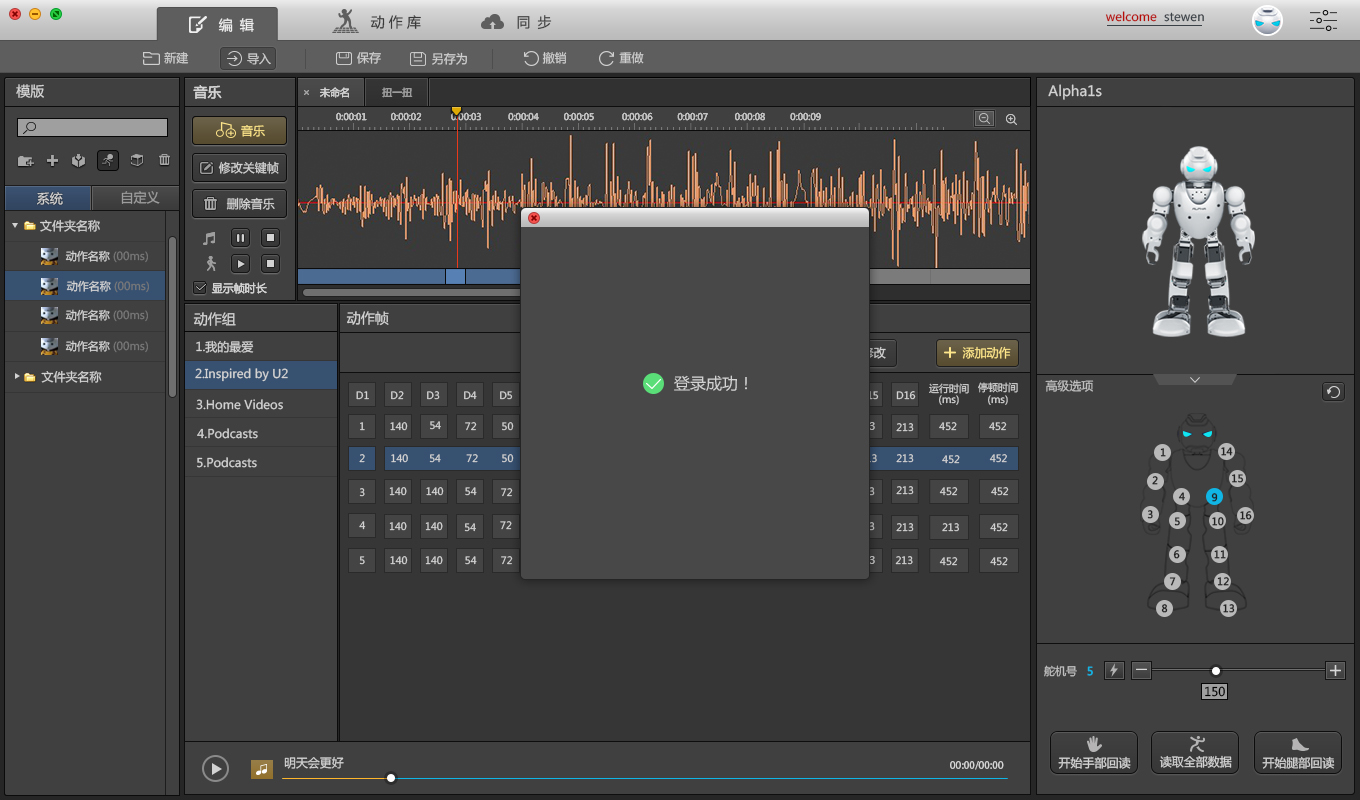 编 辑
动 作 库
同 步
welcome stewen
新建
导入
保存
另存为
撤销
重做
模版
系统
自定义
文件夹名称
动作名称 (00ms)
动作名称 (00ms)
动作名称 (00ms)
动作名称 (00ms)
文件夹名称
音乐
音乐
修改关键帧
删除音乐
显示帧时长
× 未命名
扭一扭
0:00:01 0:00:02 0:00:03 0:00:04 0:00:05 0:00:06 0:00:07 0:00:08 0:00:09
动作组
1.我的最爱
2.Inspired by U2
3.Home Videos
4.Podcasts
5.Podcasts
动作帧
改
添加动作
D1 D2 D3 D4 D5 15 D16 运行时间(ms) 停顿时间(ms)
1 140 54 72 50 3 213 452 452
2 140 54 72 50 3 213 452 452
3 140 140 54 72 3 213 452 452
4 140 140 54 72 3 213 213 452
5 140 140 54 72 3 213 452 452
登录成功！
明天会更好
00:00/00:00
Alpha1s
高级选项
1 14
2 15
4 9
3 5 10 16
6 11
7 12
8 13
舵机号 5
150
开始手部回读
读取全部数据
开始腿部回读